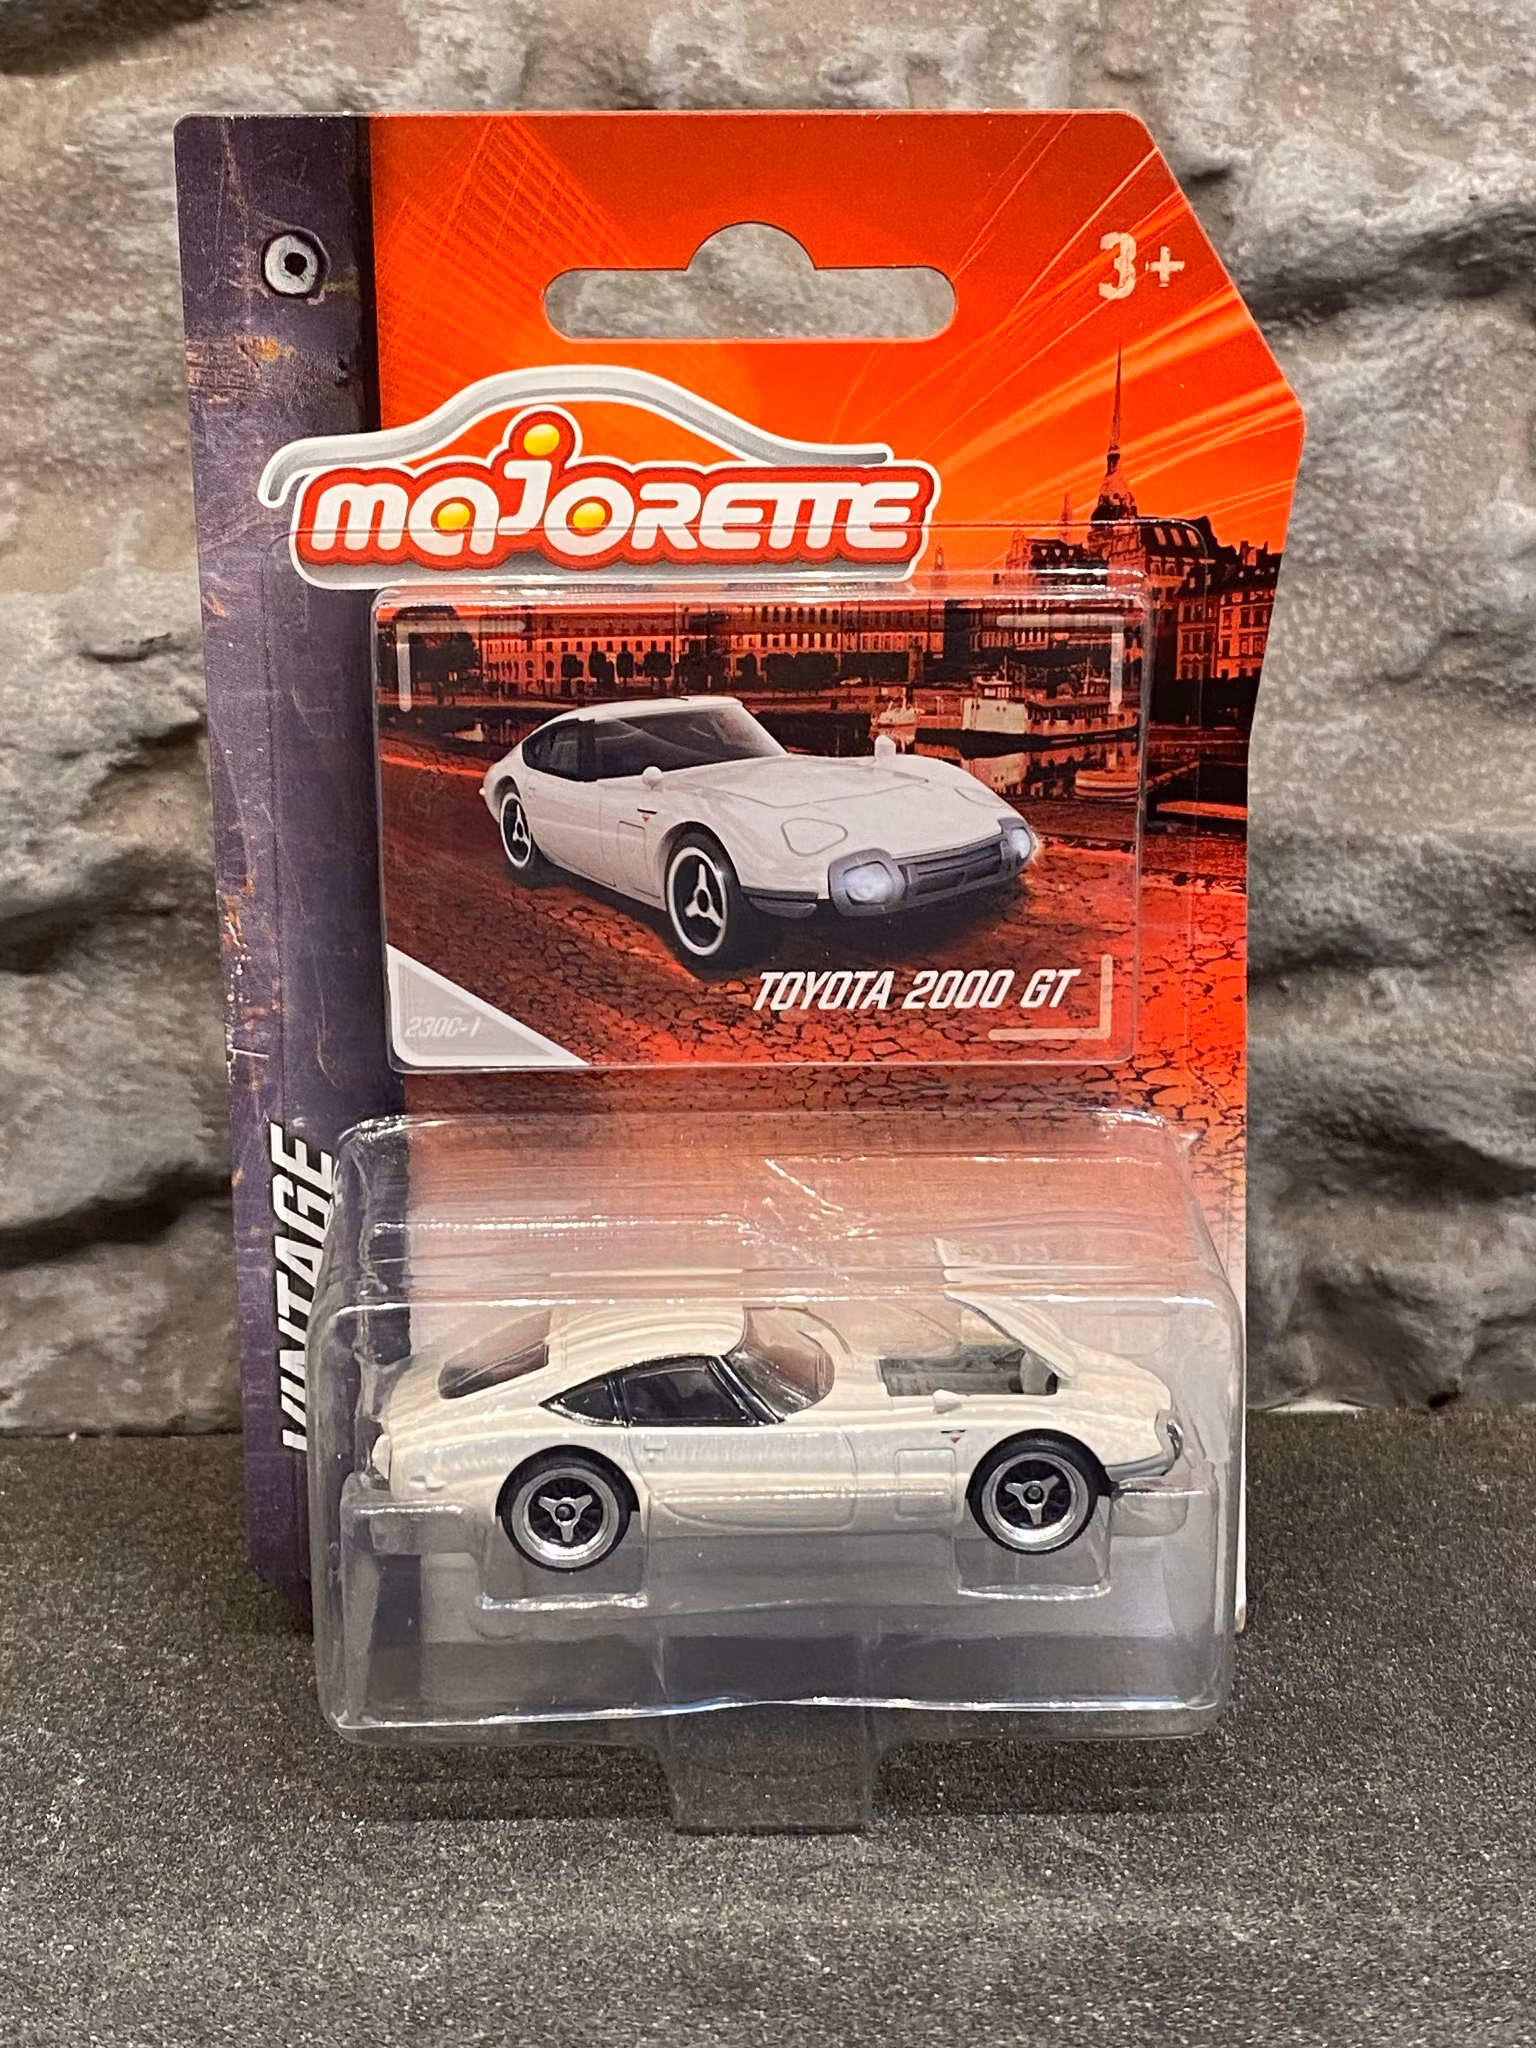 3+
majorette
TOYOTA 2000 GT
230C-1
VINTAGE